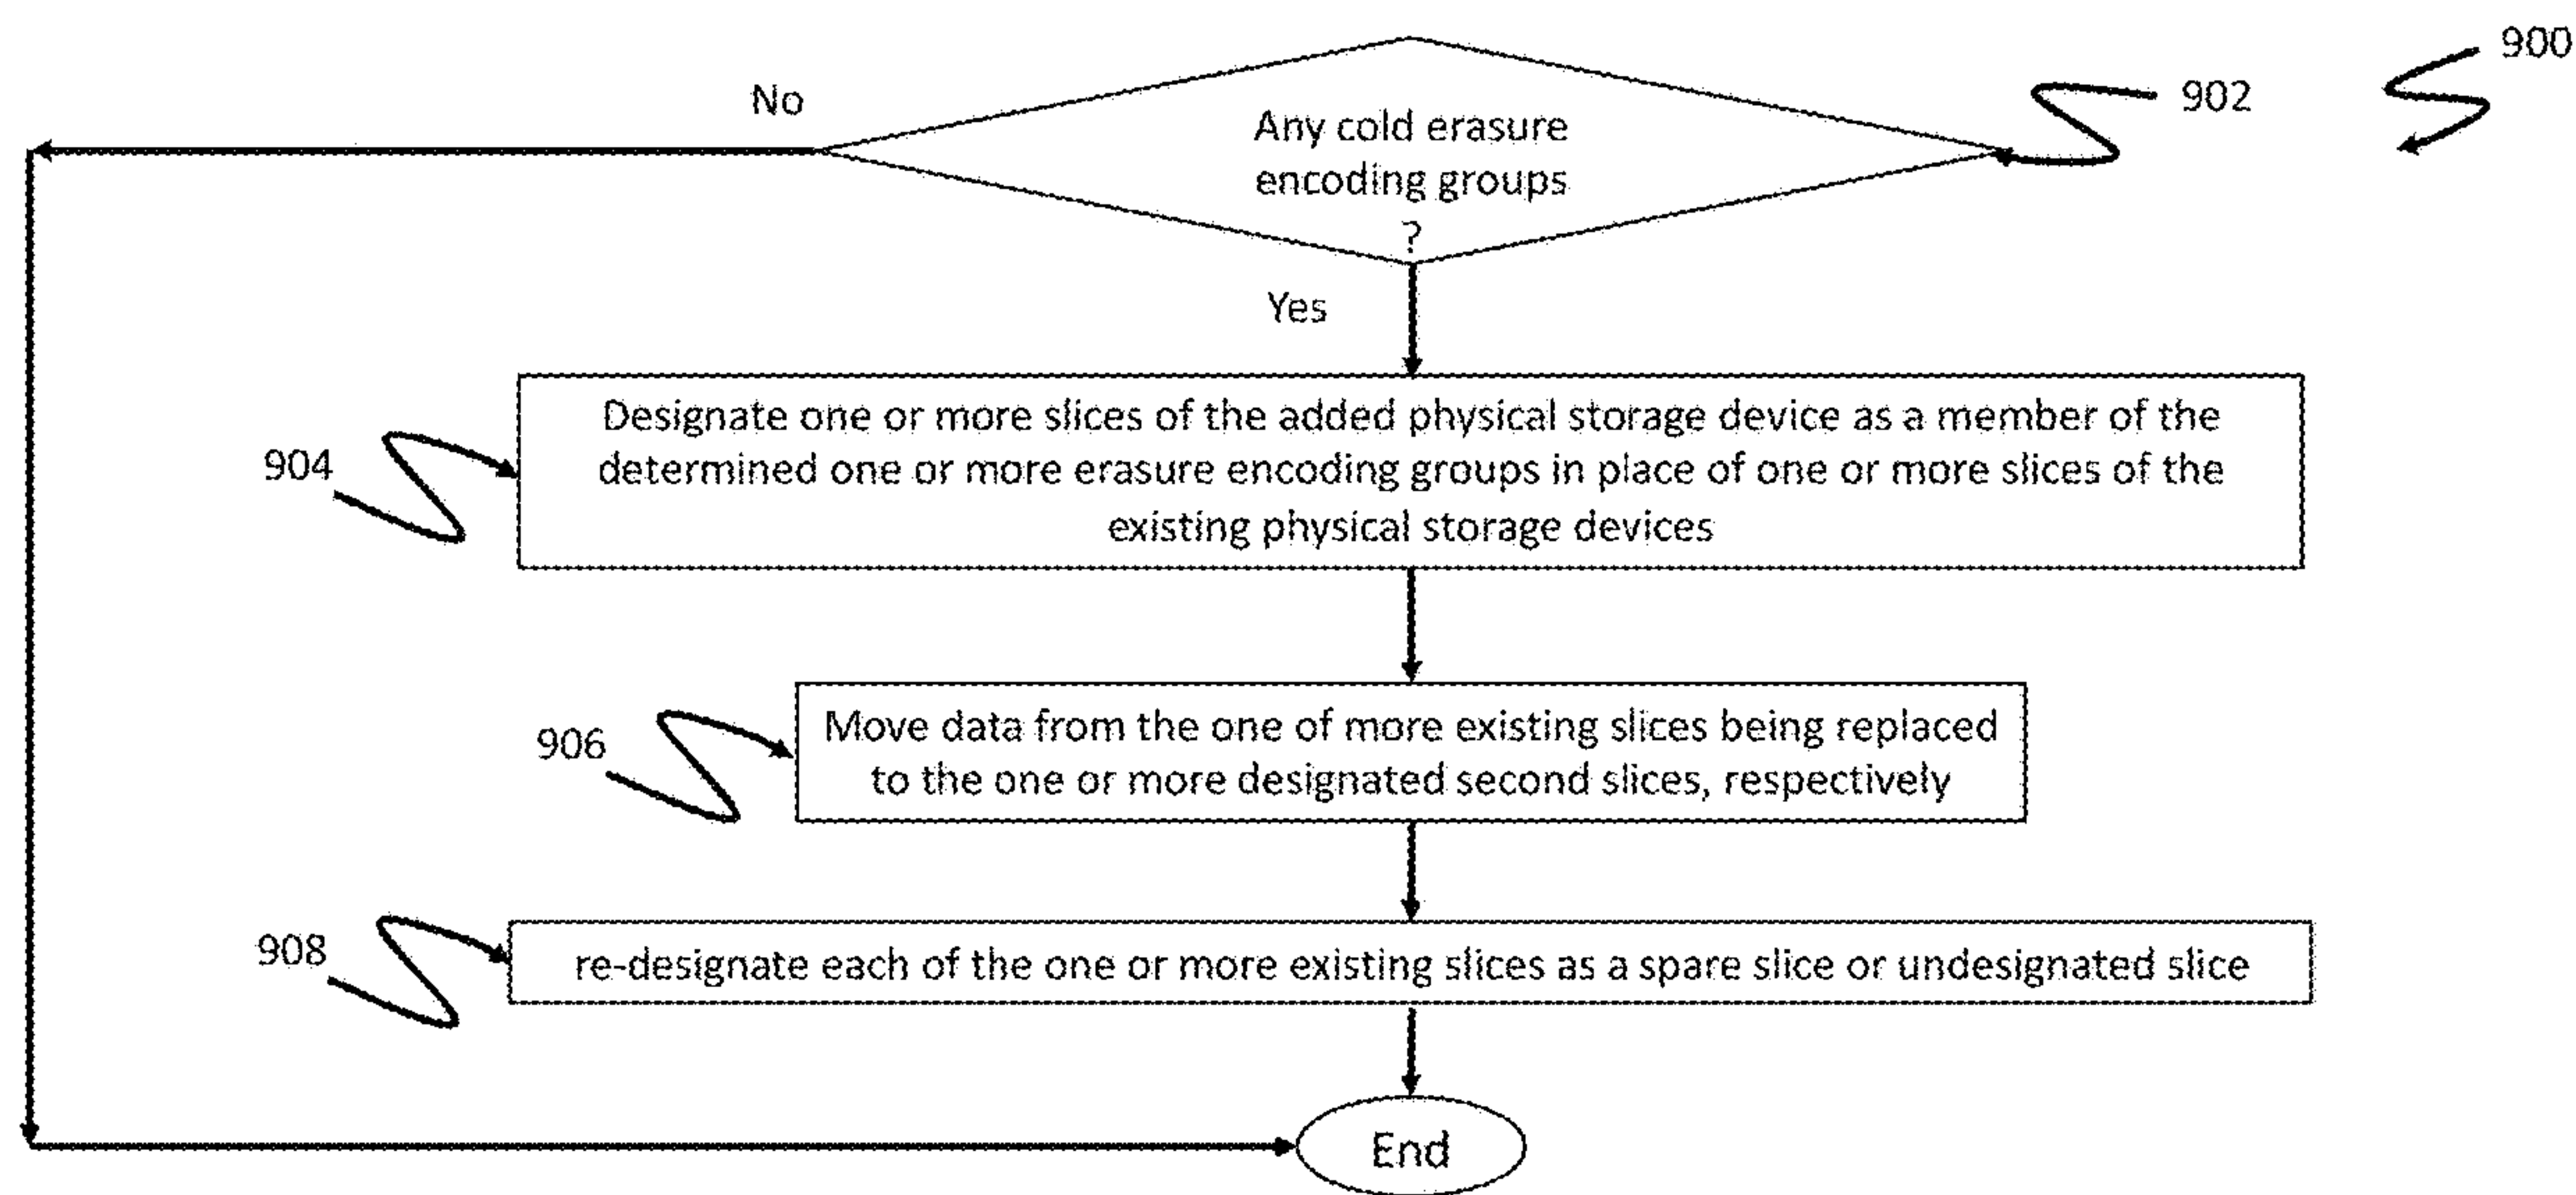 900
No
902
Any cold erasure
encoding groups
?
Yes
904
Designate one or more slices of the added physical storage device as a member of the
determined one or more erasure encoding groups in place of one or more slices of the
existing physical storage devices
906
Move data from the one of more existing slices being replaced
to the one or more designated second slices, respectively
908
re-designate each of the one or more existing slices as a spare slice or undesignated slice
End